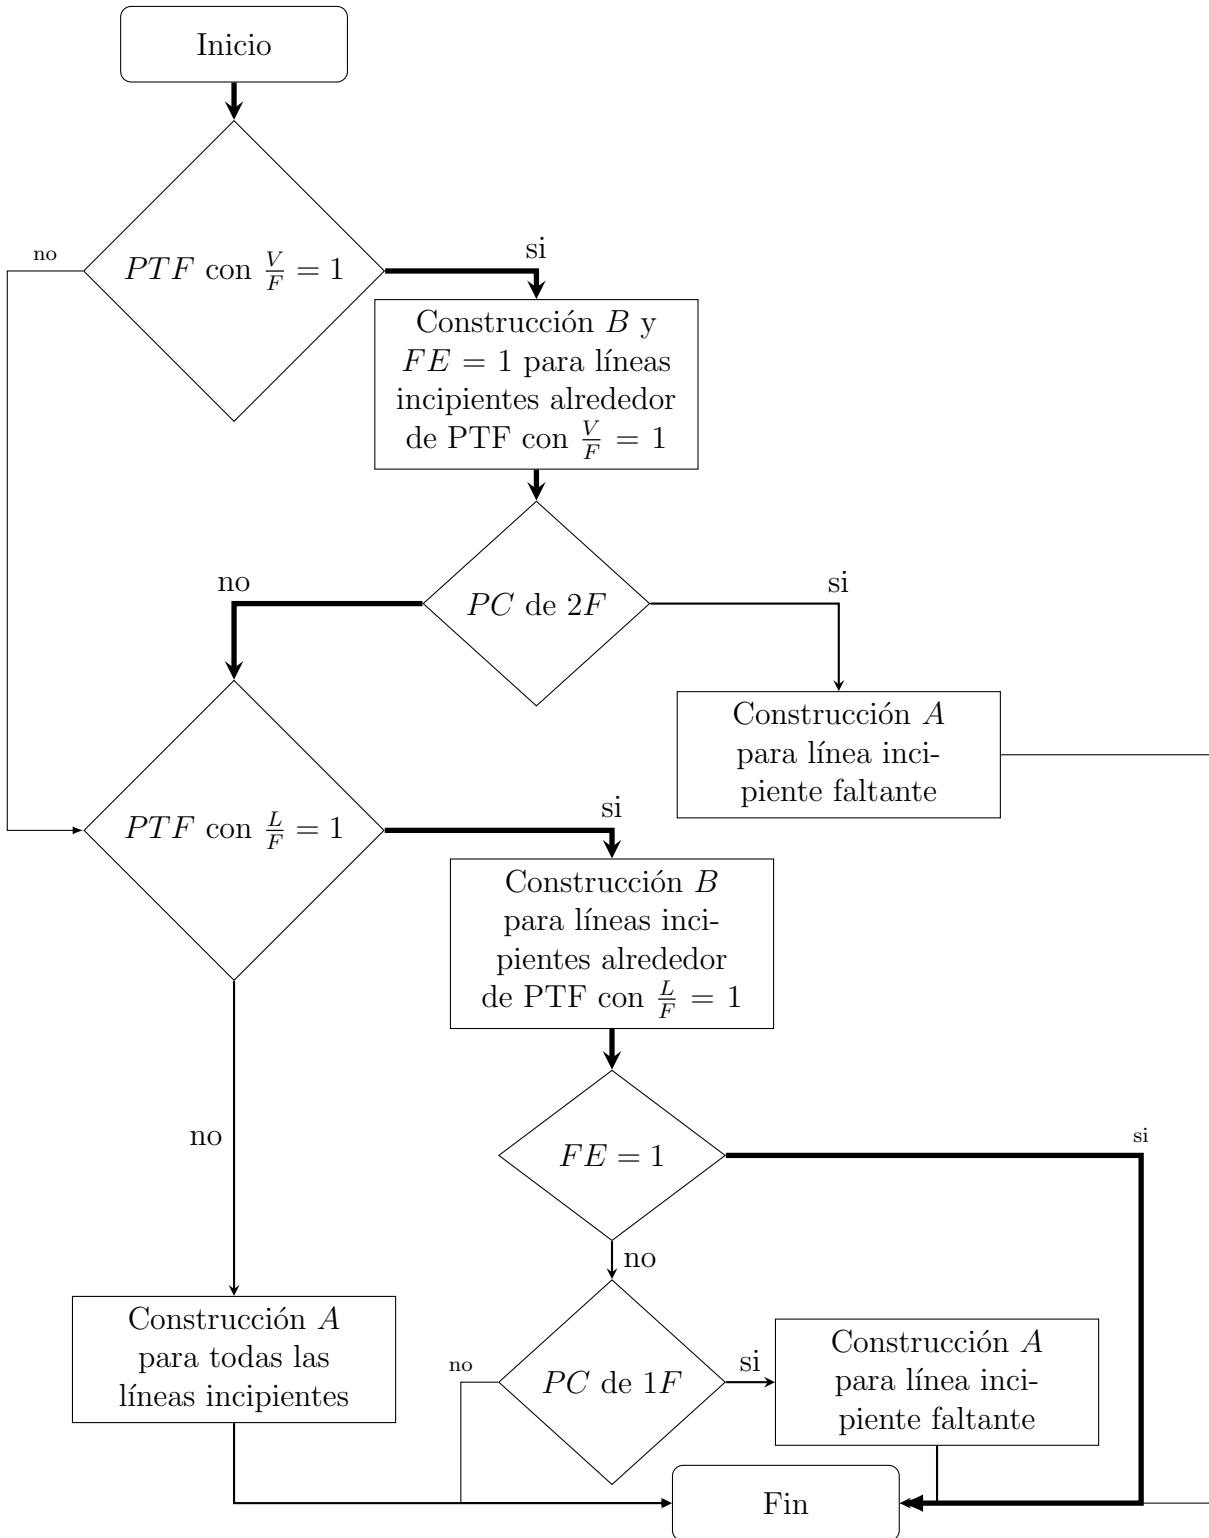 Inicio
no
PTF con V/F = 1
si
Construcción B y
FE = 1 para líneas
incipientes alrededor
de PTF con V/F = 1
no
PC de 2F
si
Construcción A
para línea inci-
piente faltante
PTF con L/F = 1
si
Construcción B
para líneas inci-
pientes alrededor
de PTF con L/F = 1
no
FE = 1
si
no
Construcción A
para todas las
líneas incipientes
no
PC de 1F
si
Construcción A
para línea inci-
piente faltante
Fin